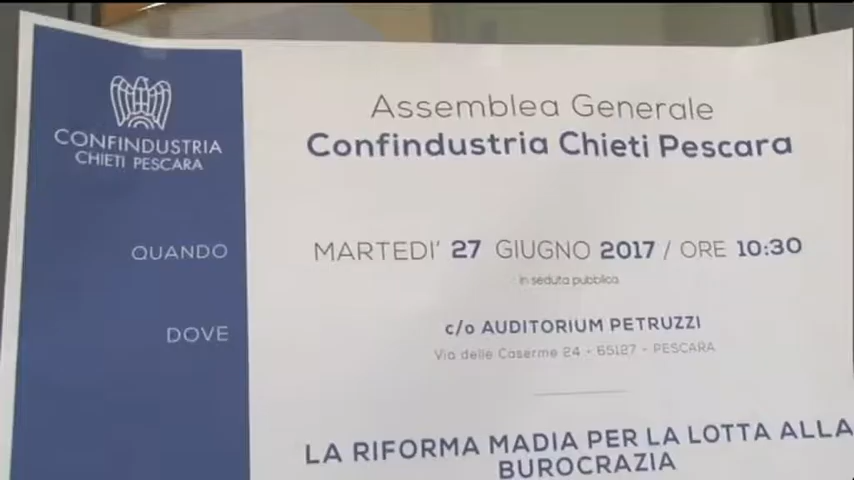 CONFINDUSTRIA
CHIETI PESCARA
Assemblea Generale
Confindustria Chieti Pescara
QUANDO
MARTEDI' 27 GIUGNO 2017 / ORE 10:30
in seduta pubblica
DOVE
c/o AUDITORIUM PETRUZZI
Via delle Caserme 24 - 65127 - PESCARA
LA RIFORMA MADIA PER LA LOTTA ALLA
BUROCRAZIA